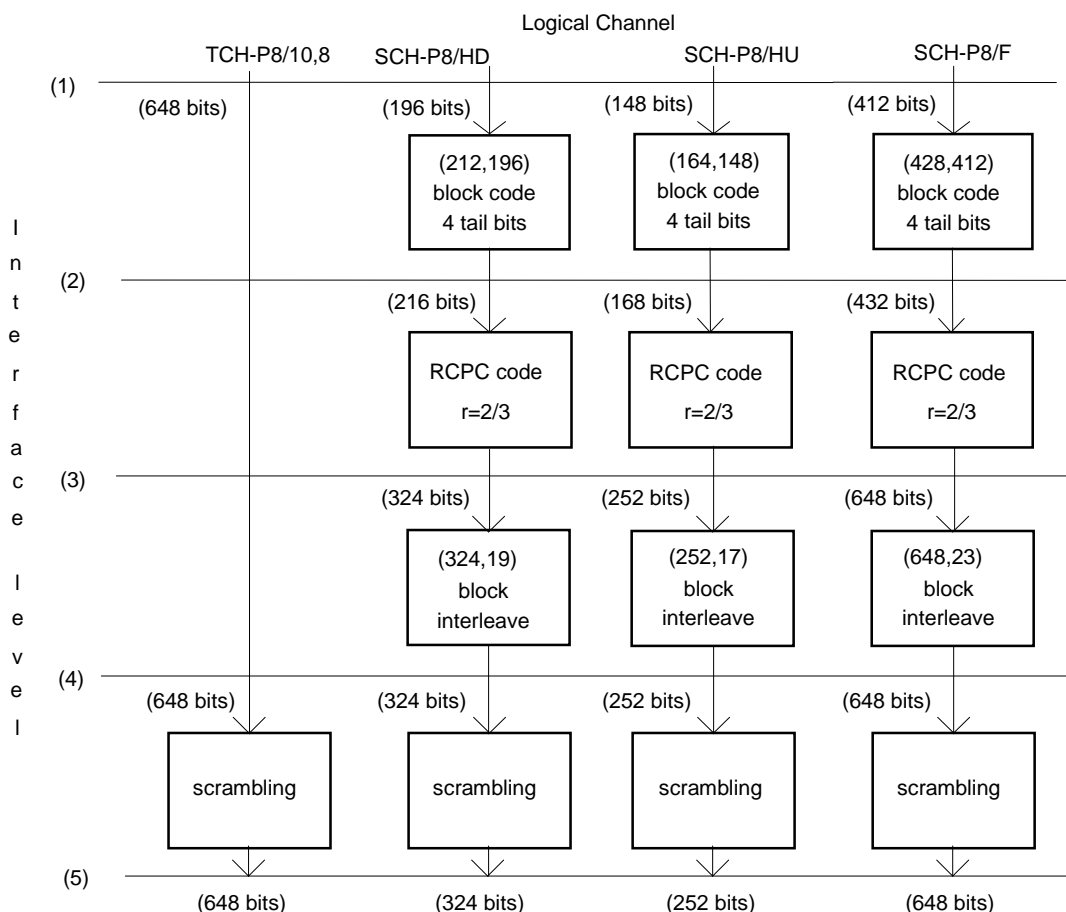 Logical Channel
TCH-P8/10,8 SCH-P8/HD SCH-P8/HU SCH-P8/F
(1)
(648 bits) (196 bits) (148 bits) (412 bits)
(212,196) (164,148) (428,412)
block code block code block code
4 tail bits 4 tail bits 4 tail bits
(2)
(216 bits) (168 bits) (432 bits)
RCPC code RCPC code RCPC code
r=2/3 r=2/3 r=2/3
(3)
(324 bits) (252 bits) (648 bits)
(324,19) (252,17) (648,23)
block block block
interleave interleave interleave
(4)
(648 bits) (324 bits) (252 bits) (648 bits)
scrambling scrambling scrambling scrambling
(5)
(648 bits) (324 bits) (252 bits) (648 bits)
Interface level